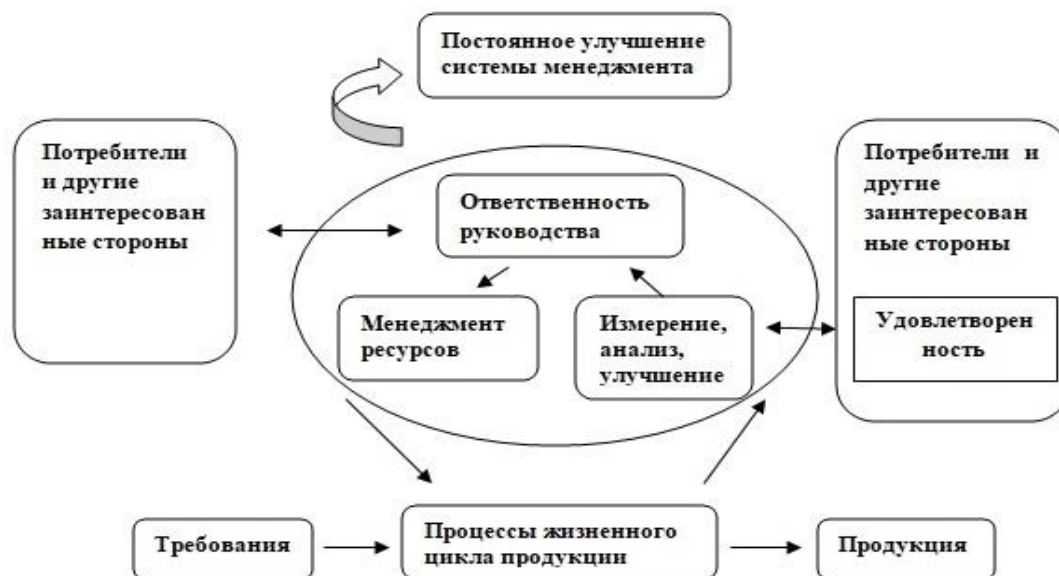 Постоянное улучшение
системы менеджмента
Потребители
и другие
заинтересован
ные стороны
Ответственность
руководства
Потребители и
другие
заинтересован
ные стороны
Менеджмент
ресурсов
Измерение,
анализ,
улучшение
Удовлетворен
ность
Требования
Процессы жизненного
цикла продукции
Продукция